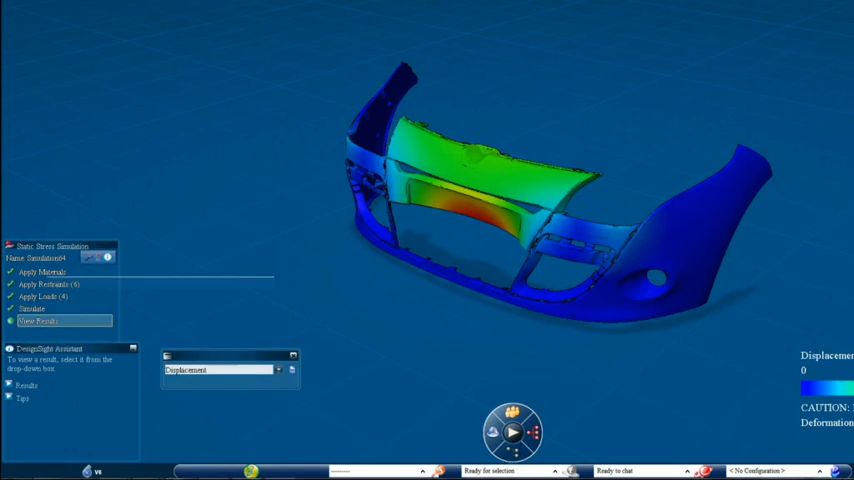 Static Stress Simulation
Name: Simulation64
Apply Materials
Apply Restraints (6)
Apply Loads (4)
Simulate
View Results
DesignSight Assistant
To view a result, select it from the
drop-down box.
Results
Tips
Displacement
Displacemen
0
CAUTION:
Deformation
V6
Ready for selection
Ready to chat
< No Configuration >